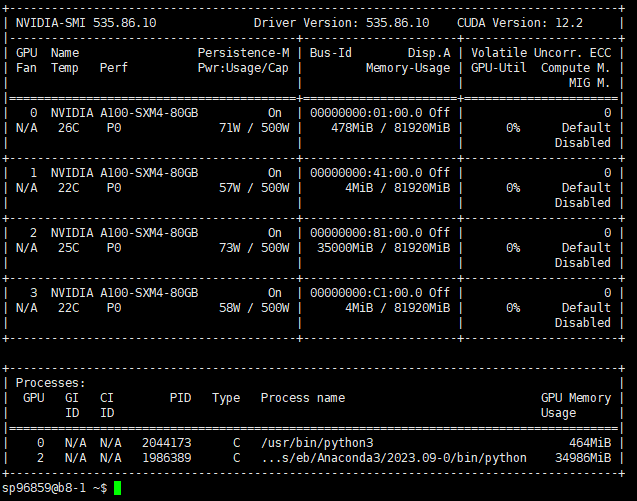 +---------------------------------------------------------------------------------------+
| NVIDIA-SMI 535.86.10              Driver Version: 535.86.10    CUDA Version: 12.2     |
|-----------------------------------------+----------------------+----------------------+
| GPU  Name                 Persistence-M | Bus-Id        Disp.A | Volatile Uncorr. ECC |
| Fan  Temp   Perf          Pwr:Usage/Cap |         Memory-Usage | GPU-Util  Compute M. |
|                                         |                      |               MIG M. |
|=========================================+======================+======================|
|   0  NVIDIA A100-SXM4-80GB          On  | 00000000:01:00.0 Off |                    0 |
| N/A   26C    P0              71W / 500W |    478MiB / 81920MiB |      0%      Default |
|                                         |                      |             Disabled |
+-----------------------------------------+----------------------+----------------------+
|   1  NVIDIA A100-SXM4-80GB          On  | 00000000:41:00.0 Off |                    0 |
| N/A   22C    P0              57W / 500W |      4MiB / 81920MiB |      0%      Default |
|                                         |                      |             Disabled |
+-----------------------------------------+----------------------+----------------------+
|   2  NVIDIA A100-SXM4-80GB          On  | 00000000:81:00.0 Off |                    0 |
| N/A   25C    P0              73W / 500W |  35000MiB / 81920MiB |      0%      Default |
|                                         |                      |             Disabled |
+-----------------------------------------+----------------------+----------------------+
|   3  NVIDIA A100-SXM4-80GB          On  | 00000000:C1:00.0 Off |                    0 |
| N/A   22C    P0              58W / 500W |      4MiB / 81920MiB |      0%      Default |
|                                         |                      |             Disabled |
+-----------------------------------------+----------------------+----------------------+

+---------------------------------------------------------------------------------------+
| Processes:                                                                            |
|  GPU   GI   CI        PID   Type   Process name                            GPU Memory |
|        ID   ID                                                             Usage      |
|=======================================================================================|
|    0   N/A  N/A   2044173      C   /usr/bin/python3                            464MiB |
|    2   N/A  N/A   1986389      C   ...s/eb/Anaconda3/2023.09-0/bin/python    34986MiB |
+---------------------------------------------------------------------------------------+
sp96859@b8-1 ~$